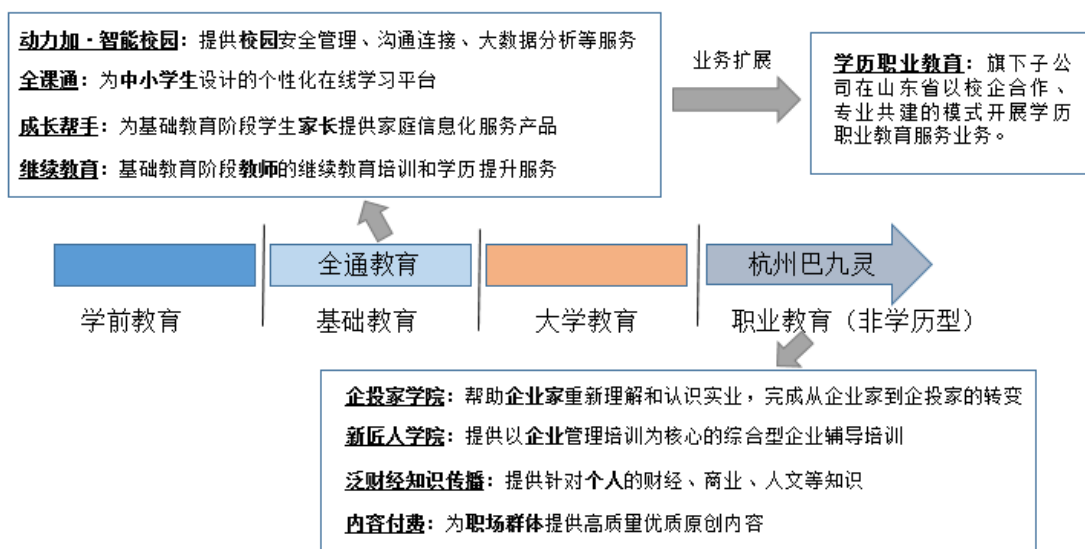 动力加·智能校园：提供校园安全管理、沟通连接、大数据分析等服务
全课通：为中小学生设计的个性化在线学习平台
成长帮手：为基础教育阶段学生家长提供家庭信息化服务产品
继续教育：基础教育阶段教师的继续教育培训和学历提升服务
业务扩展
学历职业教育：旗下子公
司在山东省以校企合作、
专业共建的模式开展学历
职业教育服务业务。
全通教育
杭州巴九灵
学前教育
基础教育
大学教育
职业教育（非学历型）
企投家学院：帮助企业家重新理解和认识实业，完成从企业家到企投家的转变
新匠人学院：提供以企业管理培训为核心的综合型企业辅导培训
泛财经知识传播：提供针对个人的财经、商业、人文等知识
内容付费：为职场群体提供高质量优质原创内容